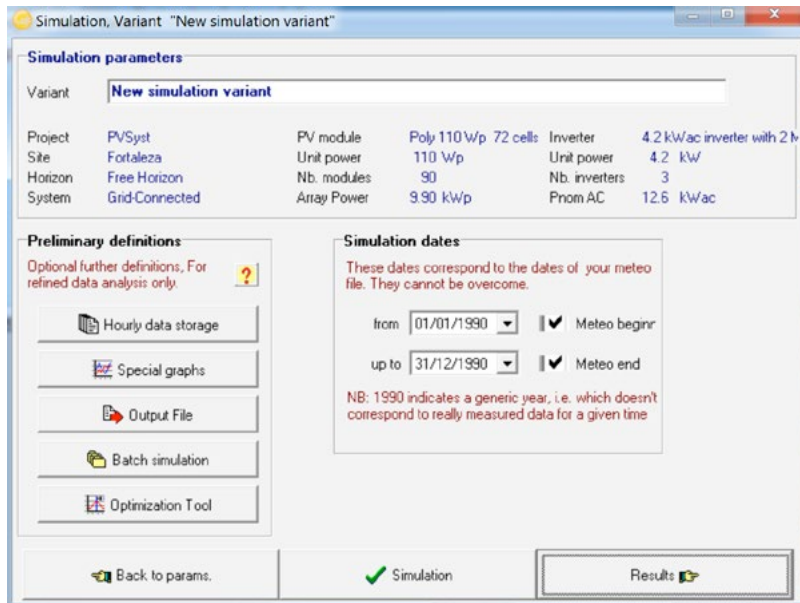 Simulation, Variant "New simulation variant"
Simulation parameters
Variant New simulation variant
Project PVSyst PV module Poly 110 Wp 72 cells Inverter 4.2 kWac inverter with 2 M
Site Fortaleza Unit power 110 Wp Unit power 4.2 kW
Horizon Free Horizon Nb. modules 90 Nb. inverters 3
System Grid-Connected Array Power 9.90 kWp Pnom AC 12.6 kWac
Preliminary definitions
Optional further definitions, For
refined data analysis only.
?
Hourly data storage
Special graphs
Output File
Batch simulation
Optimization Tool
Simulation dates
These dates correspond to the dates of your meteo
file. They cannot be overcome.
from 01/01/1990 Meteo beginr
up to 31/12/1990 Meteo end
NB: 1990 indicates a generic year, i.e. which doesn't
correspond to really measured data for a given time
Back to params. Simulation Results